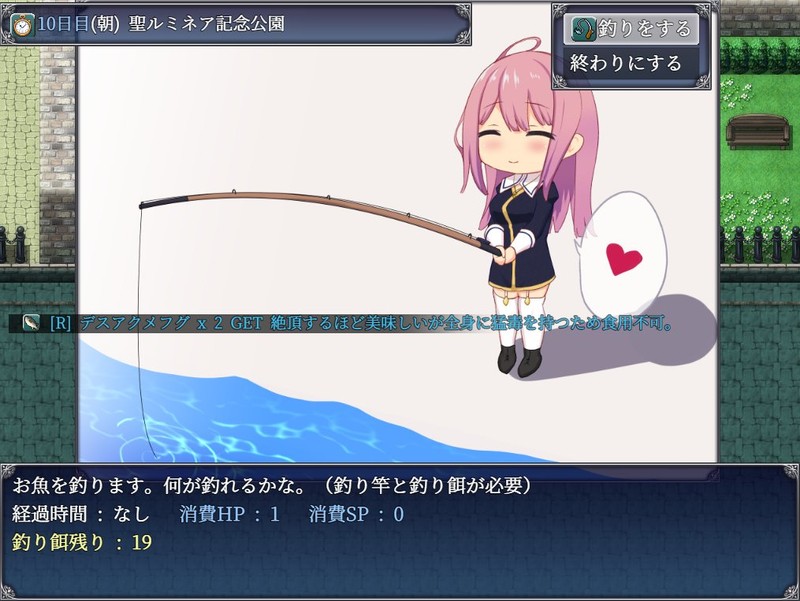 10日目(朝) 聖ルミネア記念公園
釣りをする
終わりにする
[R] デスアクメフグ x 2 GET 絶頂するほど美味しいが全身に猛毒を持つため食用不可。
お魚を釣ります。何が釣れるかな。（釣り竿と釣り餌が必要）
経過時間 : なし 消費HP : 1 消費SP : 0
釣り餌残り : 19